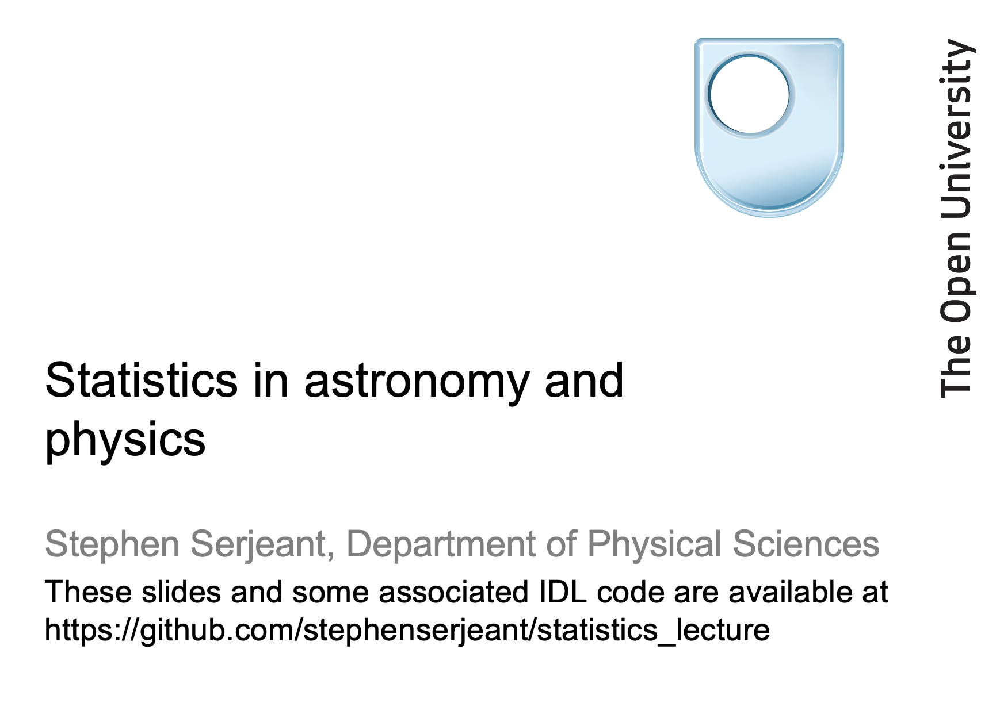 The Open University
Statistics in astronomy and
physics
Stephen Serjeant, Department of Physical Sciences
These slides and some associated IDL code are available at
https://github.com/stephenserjeant/statistics_lecture